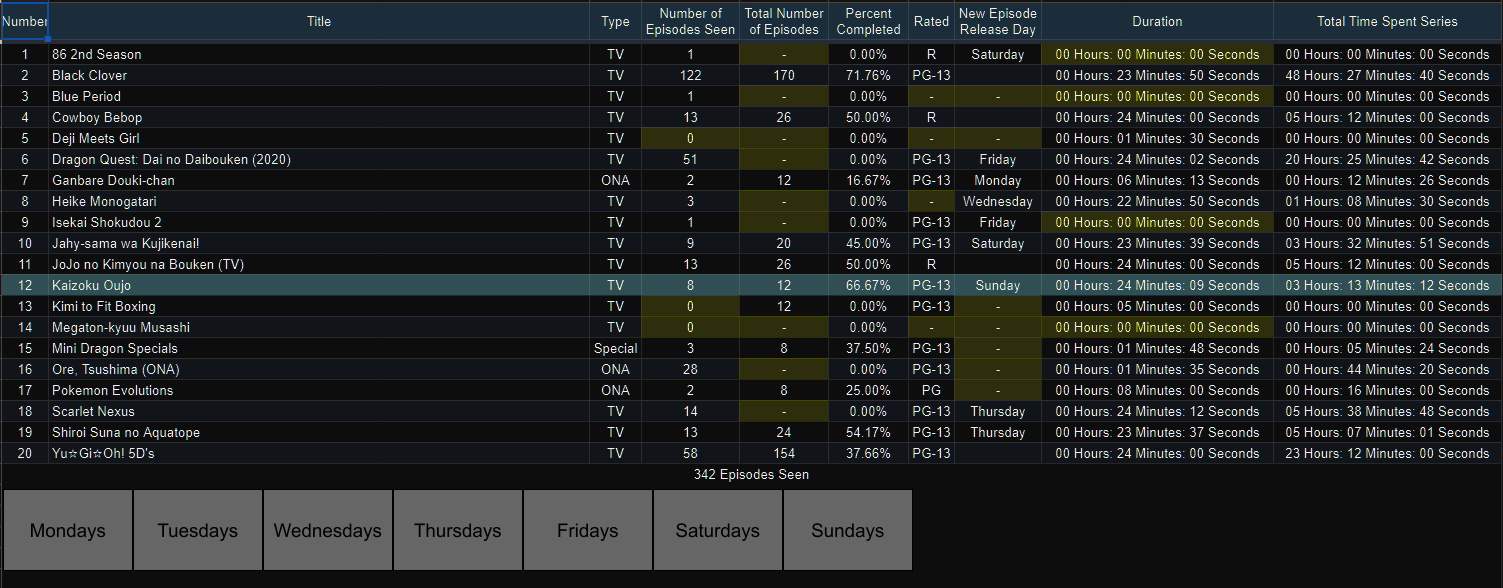 Number Title Type Number of Episodes Seen Total Number of Episodes Percent Completed Rated New Episode Release Day Duration Total Time Spent Series
1 86 2nd Season TV 1 - 0.00% R Saturday 00 Hours: 00 Minutes: 00 Seconds 00 Hours: 00 Minutes: 00 Seconds
2 Black Clover TV 122 170 71.76% PG-13 00 Hours: 23 Minutes: 50 Seconds 48 Hours: 27 Minutes: 40 Seconds
3 Blue Period TV 1 - 0.00% - - 00 Hours: 00 Minutes: 00 Seconds 00 Hours: 00 Minutes: 00 Seconds
4 Cowboy Bebop TV 13 26 50.00% R 00 Hours: 24 Minutes: 00 Seconds 05 Hours: 12 Minutes: 00 Seconds
5 Deji Meets Girl TV 0 - 0.00% - - 00 Hours: 01 Minutes: 30 Seconds 00 Hours: 00 Minutes: 00 Seconds
6 Dragon Quest: Dai no Daibouken (2020) TV 51 - 0.00% PG-13 Friday 00 Hours: 24 Minutes: 02 Seconds 20 Hours: 25 Minutes: 42 Seconds
7 Ganbare Douki-chan ONA 2 12 16.67% PG-13 Monday 00 Hours: 06 Minutes: 13 Seconds 00 Hours: 12 Minutes: 26 Seconds
8 Heike Monogatari TV 3 - 0.00% - Wednesday 00 Hours: 22 Minutes: 50 Seconds 01 Hours: 08 Minutes: 30 Seconds
9 Isekai Shokudou 2 TV 1 - 0.00% PG-13 Friday 00 Hours: 00 Minutes: 00 Seconds 00 Hours: 00 Minutes: 00 Seconds
10 Jahy-sama wa Kujikenai! TV 9 20 45.00% PG-13 Saturday 00 Hours: 23 Minutes: 39 Seconds 03 Hours: 32 Minutes: 51 Seconds
11 JoJo no Kimyou na Bouken (TV) TV 13 26 50.00% R 00 Hours: 24 Minutes: 00 Seconds 05 Hours: 12 Minutes: 00 Seconds
12 Kaizoku Oujo TV 8 12 66.67% PG-13 Sunday 00 Hours: 24 Minutes: 09 Seconds 03 Hours: 13 Minutes: 12 Seconds
13 Kimi to Fit Boxing TV 0 12 0.00% PG-13 - 00 Hours: 05 Minutes: 00 Seconds 00 Hours: 00 Minutes: 00 Seconds
14 Megaton-kyuu Musashi TV 0 - 0.00% - - 00 Hours: 00 Minutes: 00 Seconds 00 Hours: 00 Minutes: 00 Seconds
15 Mini Dragon Specials Special 3 8 37.50% PG-13 - 00 Hours: 01 Minutes: 48 Seconds 00 Hours: 05 Minutes: 24 Seconds
16 Ore, Tsushima (ONA) ONA 28 - 0.00% PG-13 - 00 Hours: 01 Minutes: 35 Seconds 00 Hours: 44 Minutes: 20 Seconds
17 Pokemon Evolutions ONA 2 8 25.00% PG - 00 Hours: 08 Minutes: 00 Seconds 00 Hours: 16 Minutes: 00 Seconds
18 Scarlet Nexus TV 14 - 0.00% PG-13 Thursday 00 Hours: 24 Minutes: 12 Seconds 05 Hours: 38 Minutes: 48 Seconds
19 Shiroi Suna no Aquatope TV 13 24 54.17% PG-13 Thursday 00 Hours: 23 Minutes: 37 Seconds 05 Hours: 07 Minutes: 01 Seconds
20 Yu☆Gi☆Oh! 5D's TV 58 154 37.66% PG-13 00 Hours: 24 Minutes: 00 Seconds 23 Hours: 12 Minutes: 00 Seconds
342 Episodes Seen
Mondays Tuesdays Wednesdays Thursdays Fridays Saturdays Sundays